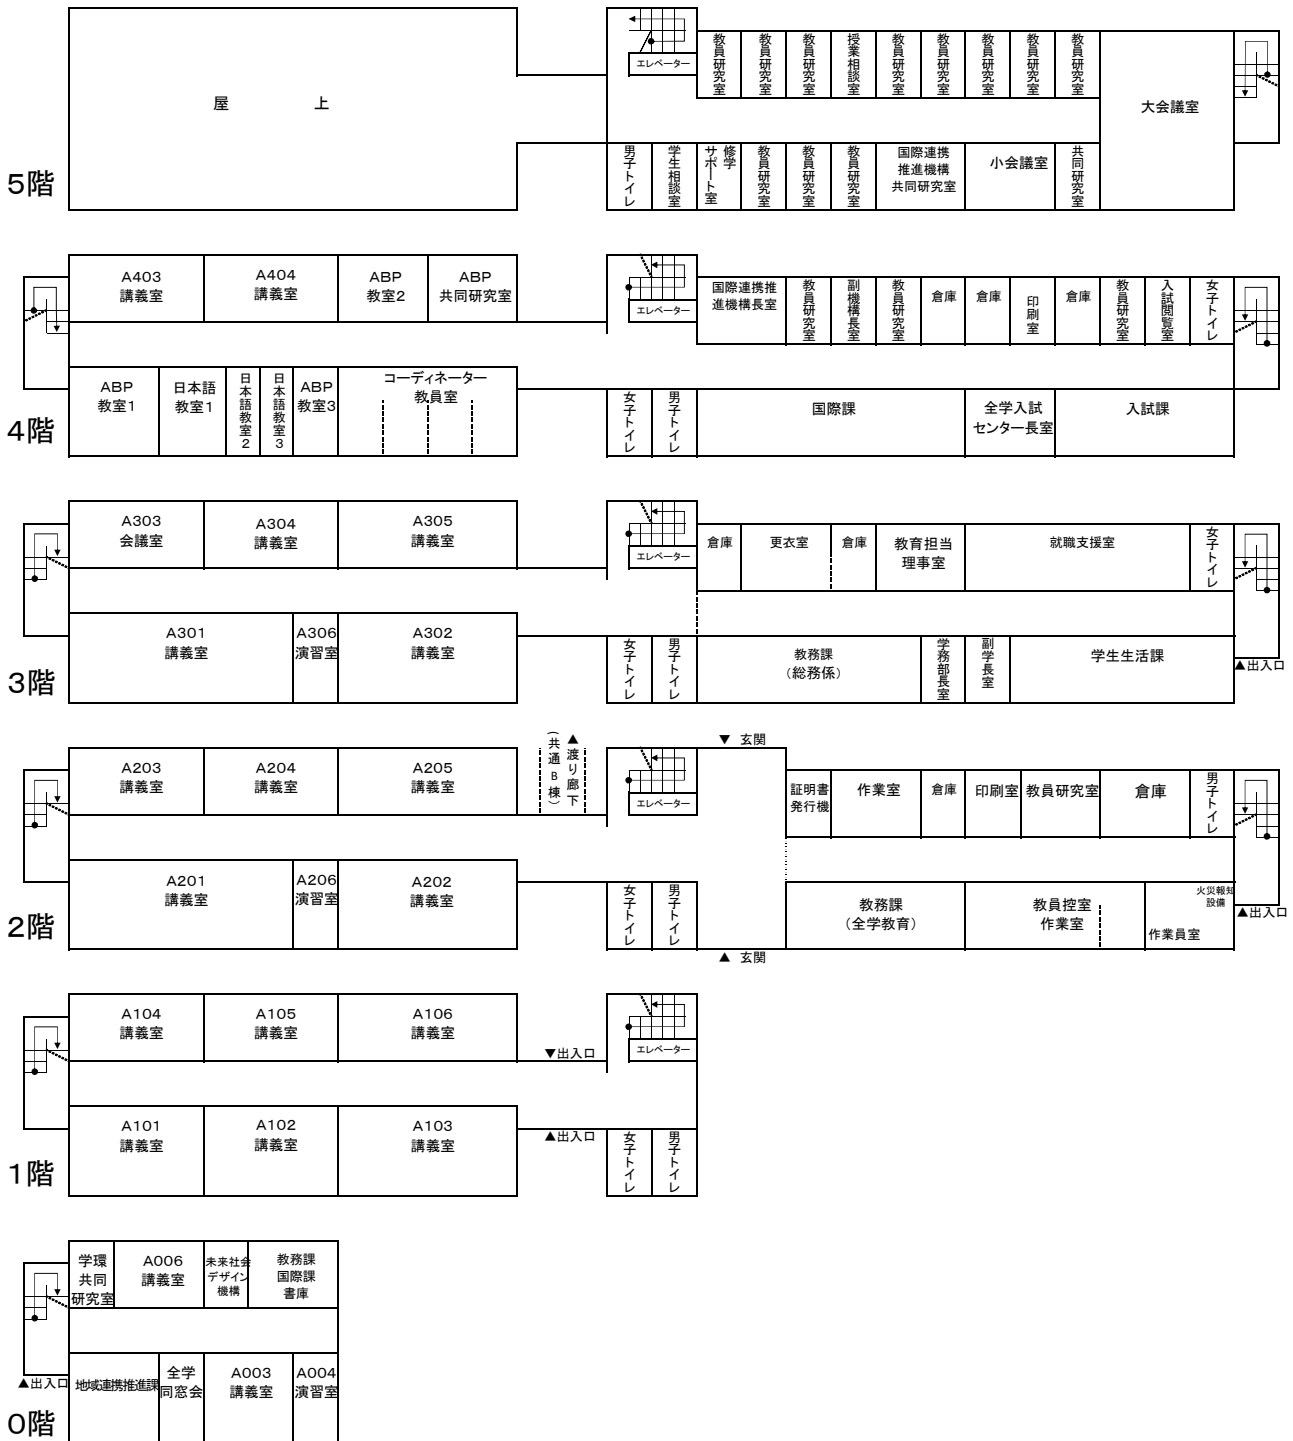 エレベーター
教員研究室
教員研究室
教員研究室
授業相談室
教員研究室
教員研究室
教員研究室
教員研究室
教員研究室
大会議室
屋 上
男子トイレ
学生相談室
修学
サポート室
教員研究室
教員研究室
教員研究室
国際連携
推進機構
共同研究室
小会議室
共同研究室
5階
A403
講義室
A404
講義室
ABP
教室2
ABP
共同研究室
エレベーター
国際連携推
進機構長室
教員研究室
副機構長室
教員研究室
倉庫
倉庫
印刷室
倉庫
教員研究室
入試閲覧室
女子トイレ
ABP
教室1
日本語
教室1
日本語教室2
日本語教室3
ABP
教室3
コーディネーター
教員室
女子トイレ
男子トイレ
国際課
全学入試
センター長室
入試課
4階
A303
会議室
A304
講義室
A305
講義室
エレベーター
倉庫
更衣室
倉庫
教育担当
理事室
就職支援室
女子トイレ
A301
講義室
A306
演習室
A302
講義室
女子トイレ
男子トイレ
教務課
(総務係)
学務部長室
副学長室
学生生活課
▲出入口
3階
A203
講義室
A204
講義室
A205
講義室
▲渡り廊下
(共通B棟)
エレベーター
▼ 玄関
証明書
発行機
作業室
倉庫
印刷室
教員研究室
倉庫
男子トイレ
A201
講義室
A206
演習室
A202
講義室
女子トイレ
男子トイレ
▲ 玄関
教務課
(全学教育)
教員控室
作業室
火災報知
設備
作業員室
▲出入口
2階
A104
講義室
A105
講義室
A106
講義室
▼出入口
エレベーター
A101
講義室
A102
講義室
A103
講義室
▲出入口
女子トイレ
男子トイレ
1階
学環
共同
研究室
A006
講義室
未来社会
デザイン
機構
教務課
国際課
書庫
▲出入口
地域連携推進課
全学
同窓会
A003
講義室
A004
演習室
0階